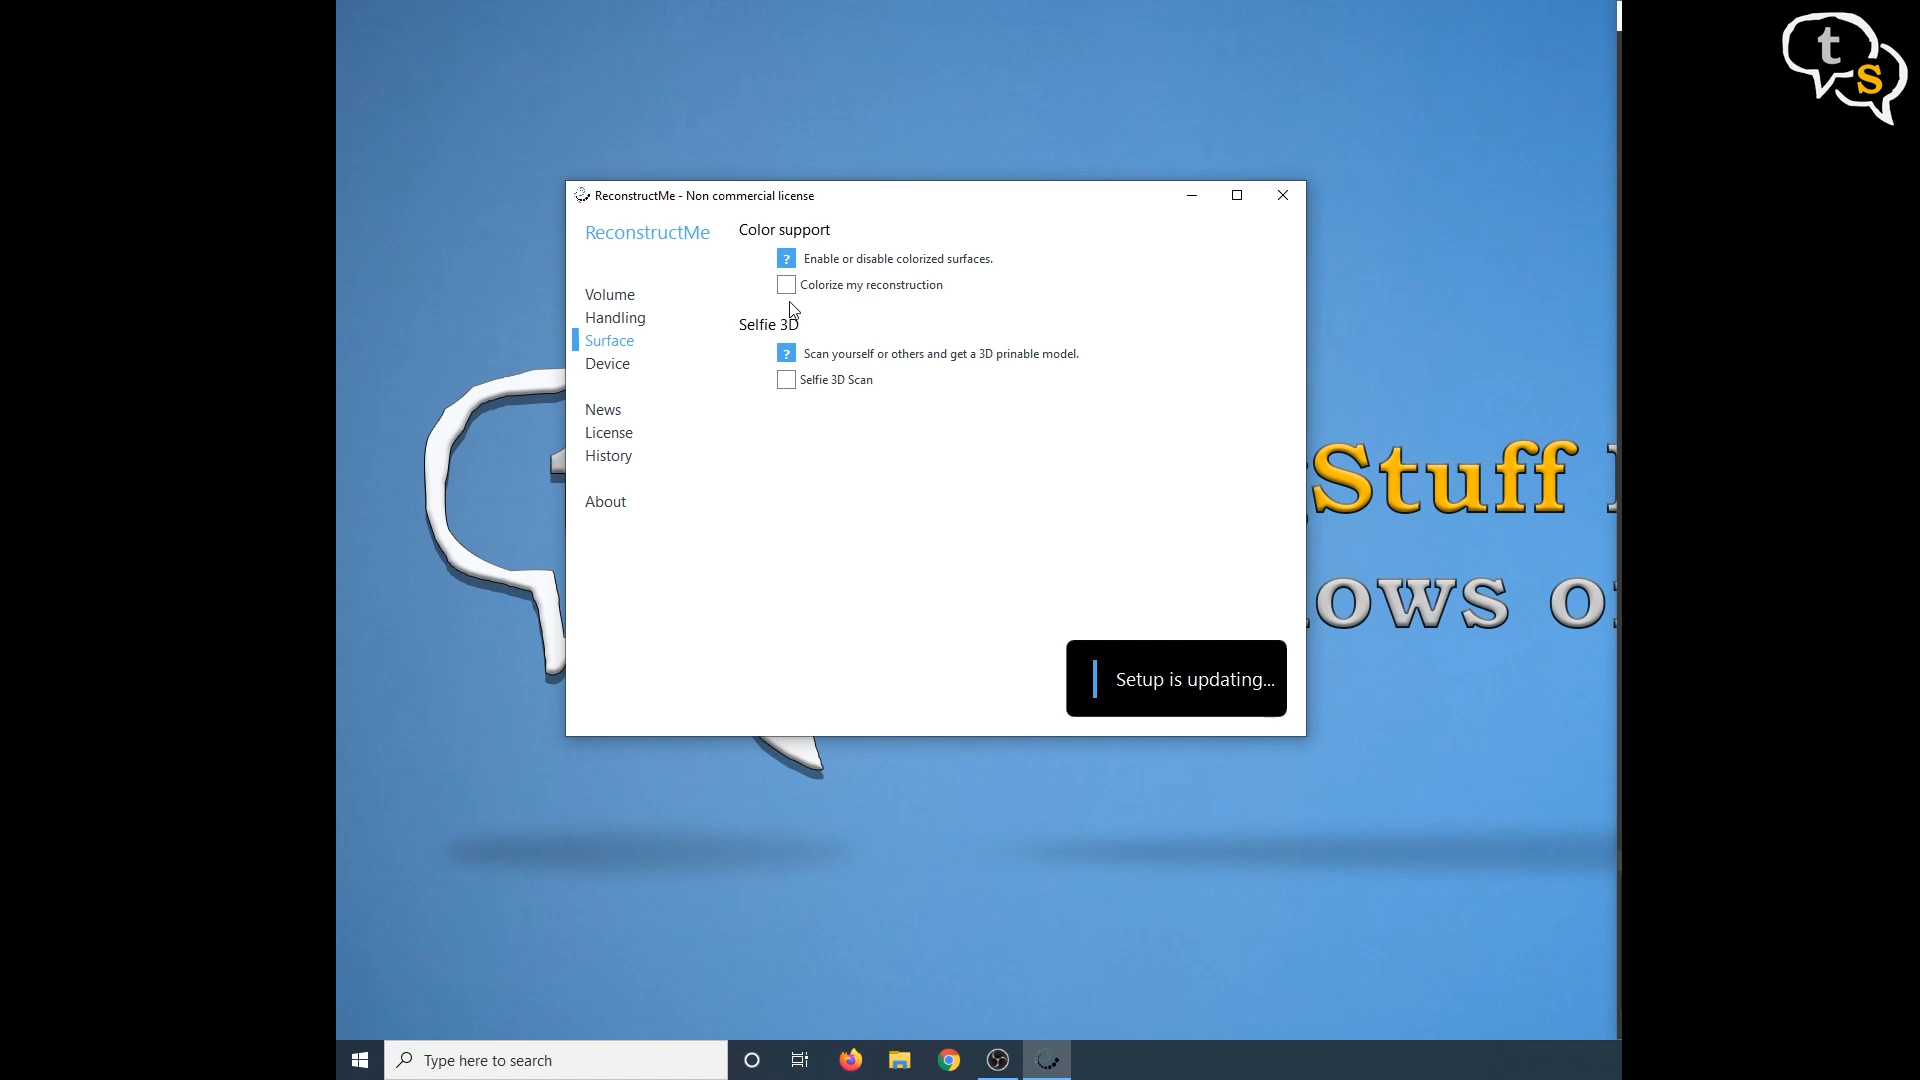 t
s
ReconstructMe - Non commercial license
ReconstructMe
Volume
Handling
Surface
Device
News
License
History
About
Color support
? Enable or disable colorized surfaces.
Colorize my reconstruction
Selfie 3D
? Scan yourself or others and get a 3D prinable model.
Selfie 3D Scan
Setup is updating...
Stuff
ows o
Type here to search